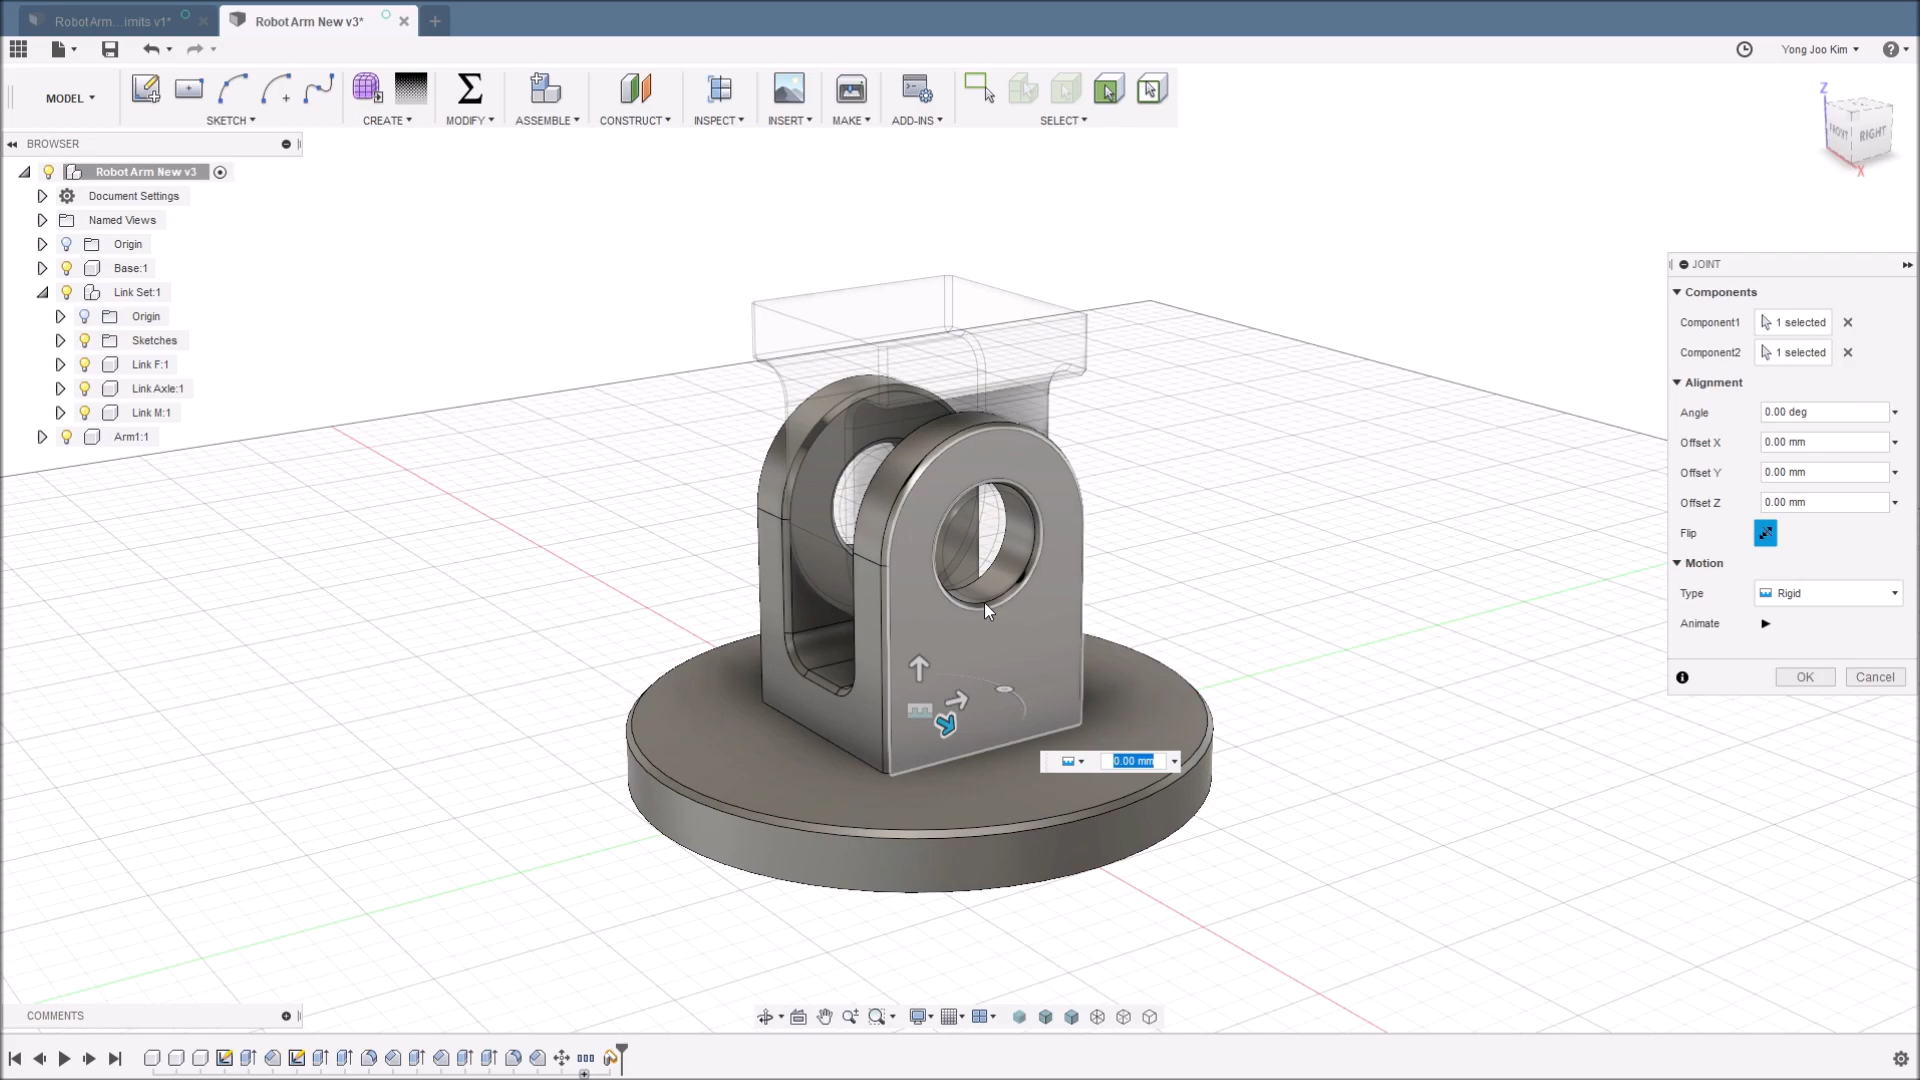 Robot Arm...imits v1*
Robot Arm New v3*
Yong Joo Kim
MODEL
SKETCH
CREATE
MODIFY
ASSEMBLE
CONSTRUCT
INSPECT
INSERT
MAKE
ADD-INS
SELECT
Z
FRONT
RIGHT
X
BROWSER
Robot Arm New v3
Document Settings
Named Views
Origin
Base:1
Link Set:1
Origin
Sketches
Link F:1
Link Axle:1
Link M:1
Arm1:1
JOINT
Components
Component1
1 selected
Component2
1 selected
Alignment
Angle
0.00 deg
Offset X
0.00 mm
Offset Y
0.00 mm
Offset Z
0.00 mm
Flip
Motion
Type
Rigid
Animate
OK
Cancel
0.00 mm
COMMENTS